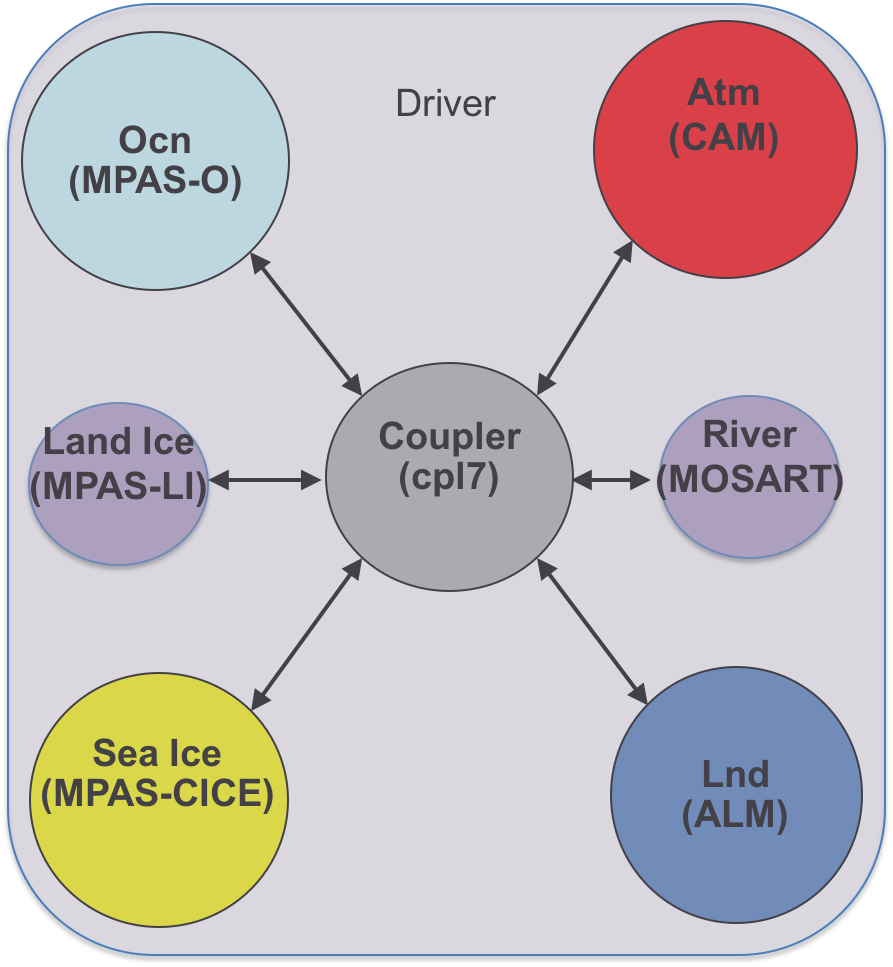 Driver
Ocn
(MPAS-O)
Atm
(CAM)
Land Ice
(MPAS-LI)
Coupler
(cpl7)
River
(MOSART)
Sea Ice
(MPAS-CICE)
Lnd
(ALM)